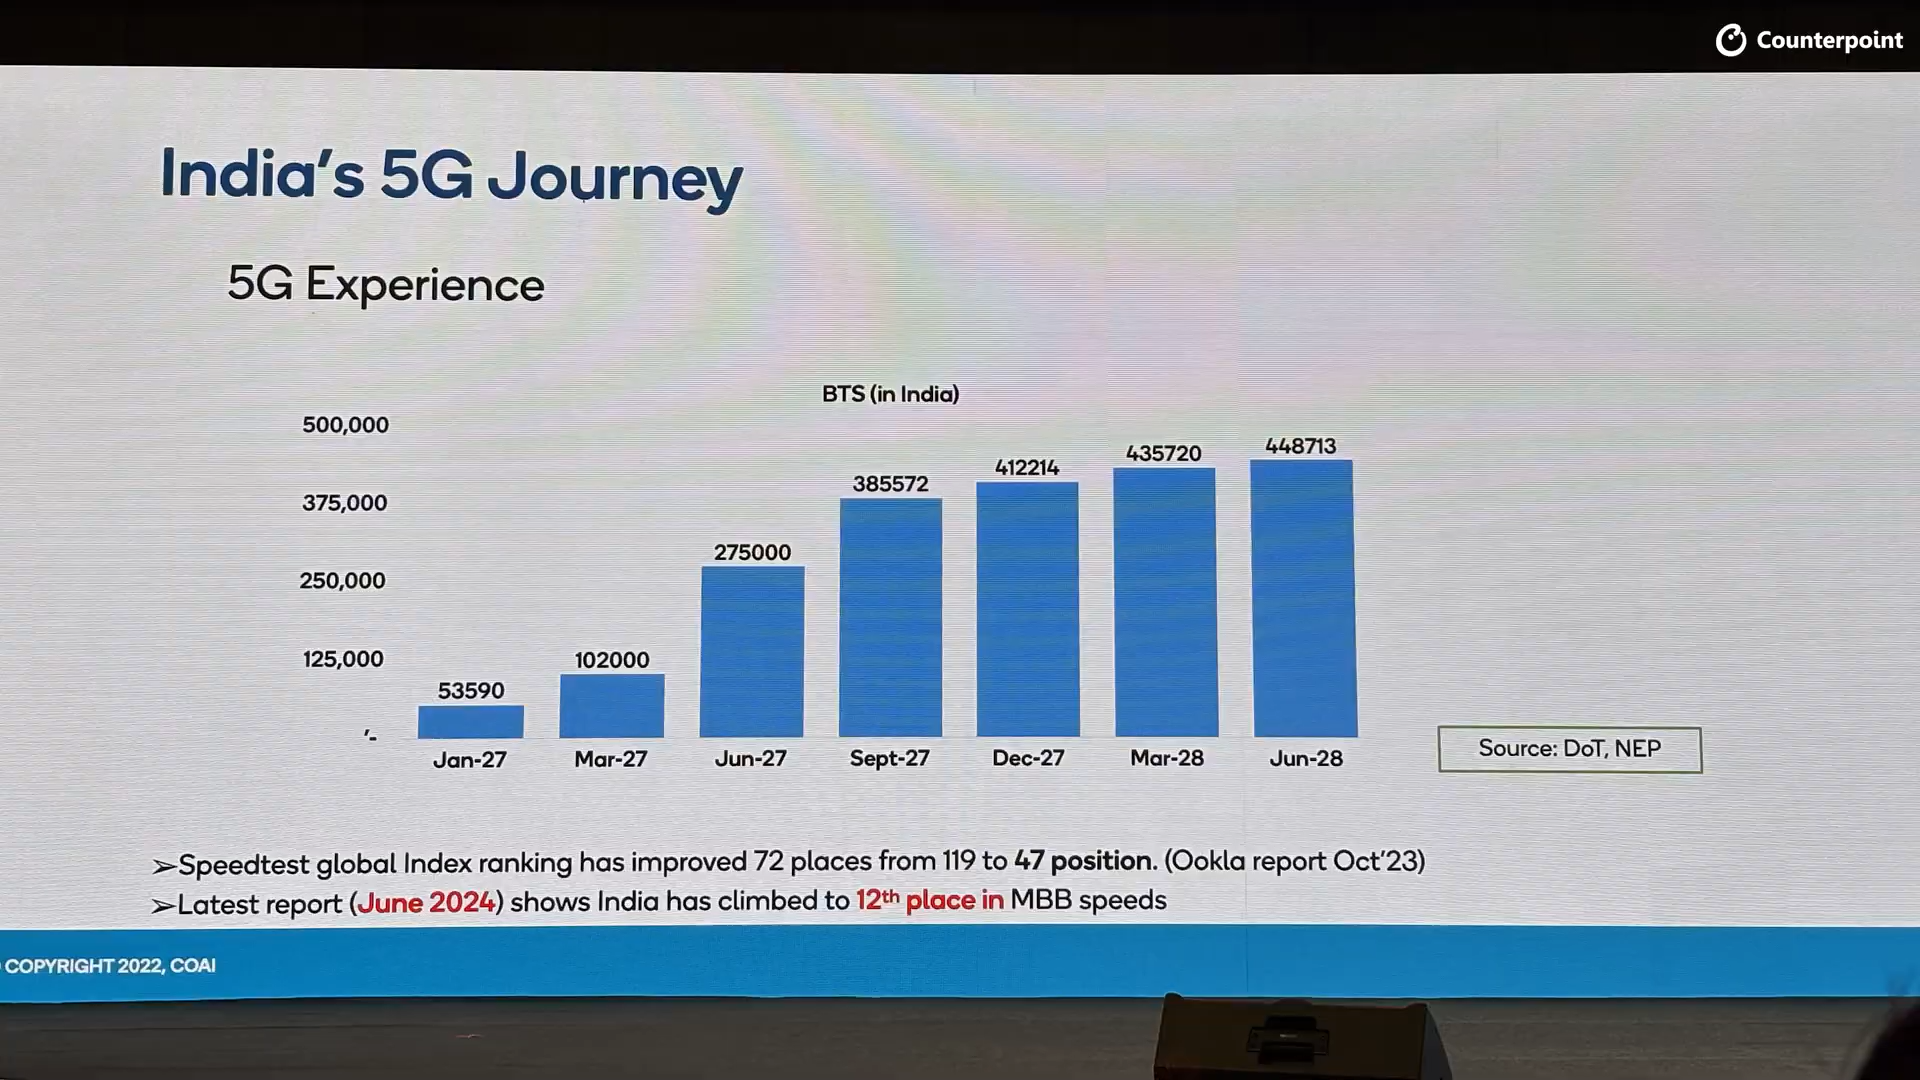 Counterpoint
India's 5G Journey
5G Experience
BTS (in India)
500,000
375,000
250,000
125,000
'-
53590
102000
275000
385572
412214
435720
448713
Jan-27
Mar-27
Jun-27
Sept-27
Dec-27
Mar-28
Jun-28
Source: DoT, NEP
➢Speedtest global Index ranking has improved 72 places from 119 to 47 position. (Ookla report Oct'23)
➢Latest report (June 2024) shows India has climbed to 12th place in MBB speeds
COPYRIGHT 2022, COAI